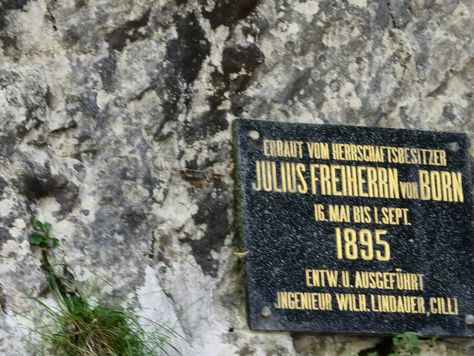 ERBAUT VOM HERRSCHAFTSBESITZER
JULIUS FREIHERRN VON BORN
16. MAI BIS 1. SEPT.
1895
ENTW. U. AUSGEFÜHRT
INGENIEUR WILH. LINDAUER, CILLI